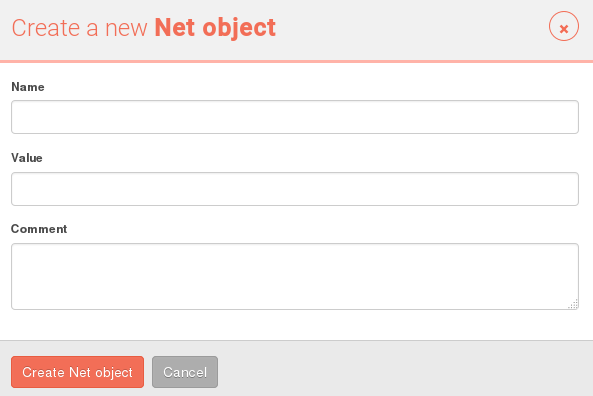 Create a new Net object
Name
Value
Comment
Create Net object Cancel